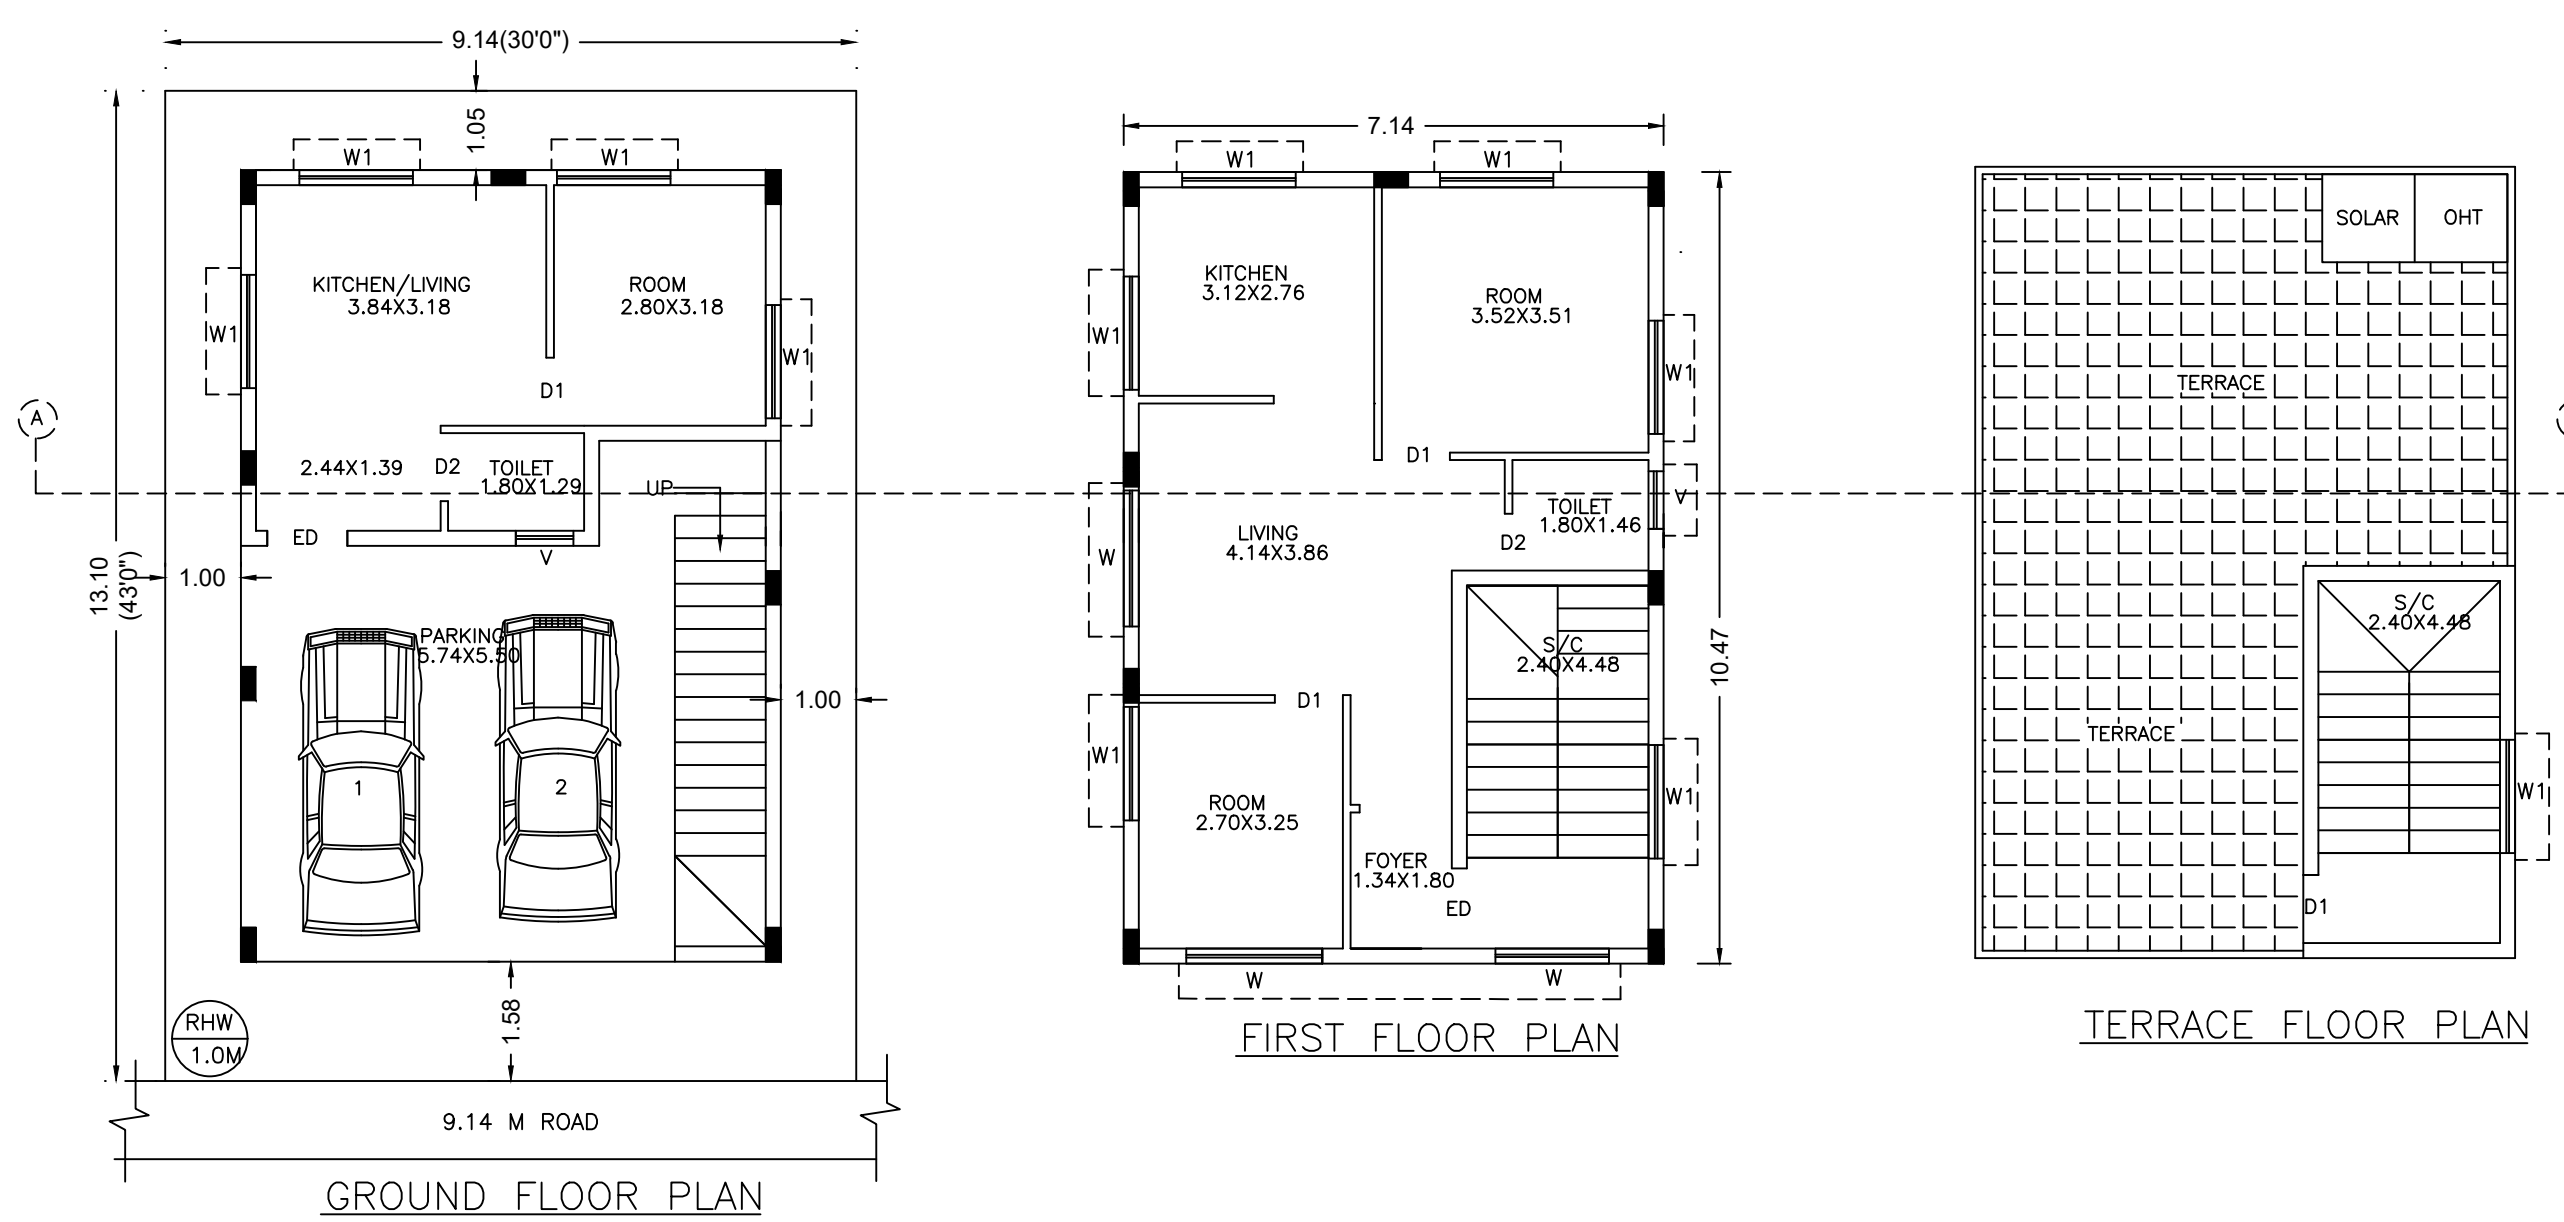 9.14(30'0")
1.05
W1
W1
KITCHEN/LIVING
3.84X3.18
ROOM
2.80X3.18
W1
W1
D1
A
2.44X1.39
D2
TOILET
1.80X1.29
UP
ED
V
13.10
(43'0")
1.00
PARKING
5.74X5.50
1.00
1
2
1.58
RHW
1.0M
9.14 M ROAD
GROUND FLOOR PLAN
7.14
W1
W1
KITCHEN
3.12X2.76
ROOM
3.52X3.51
W1
W1
D1
V
TOILET
1.80X1.46
LIVING
4.14X3.86
D2
W
S/C
2.40X4.48
10.47
D1
W1
W1
ROOM
2.70X3.25
FOYER
1.34X1.80
ED
W
W
FIRST FLOOR PLAN
SOLAR
OHT
TERRACE
S/C
2.40X4.48
TERRACE
W1
D1
TERRACE FLOOR PLAN